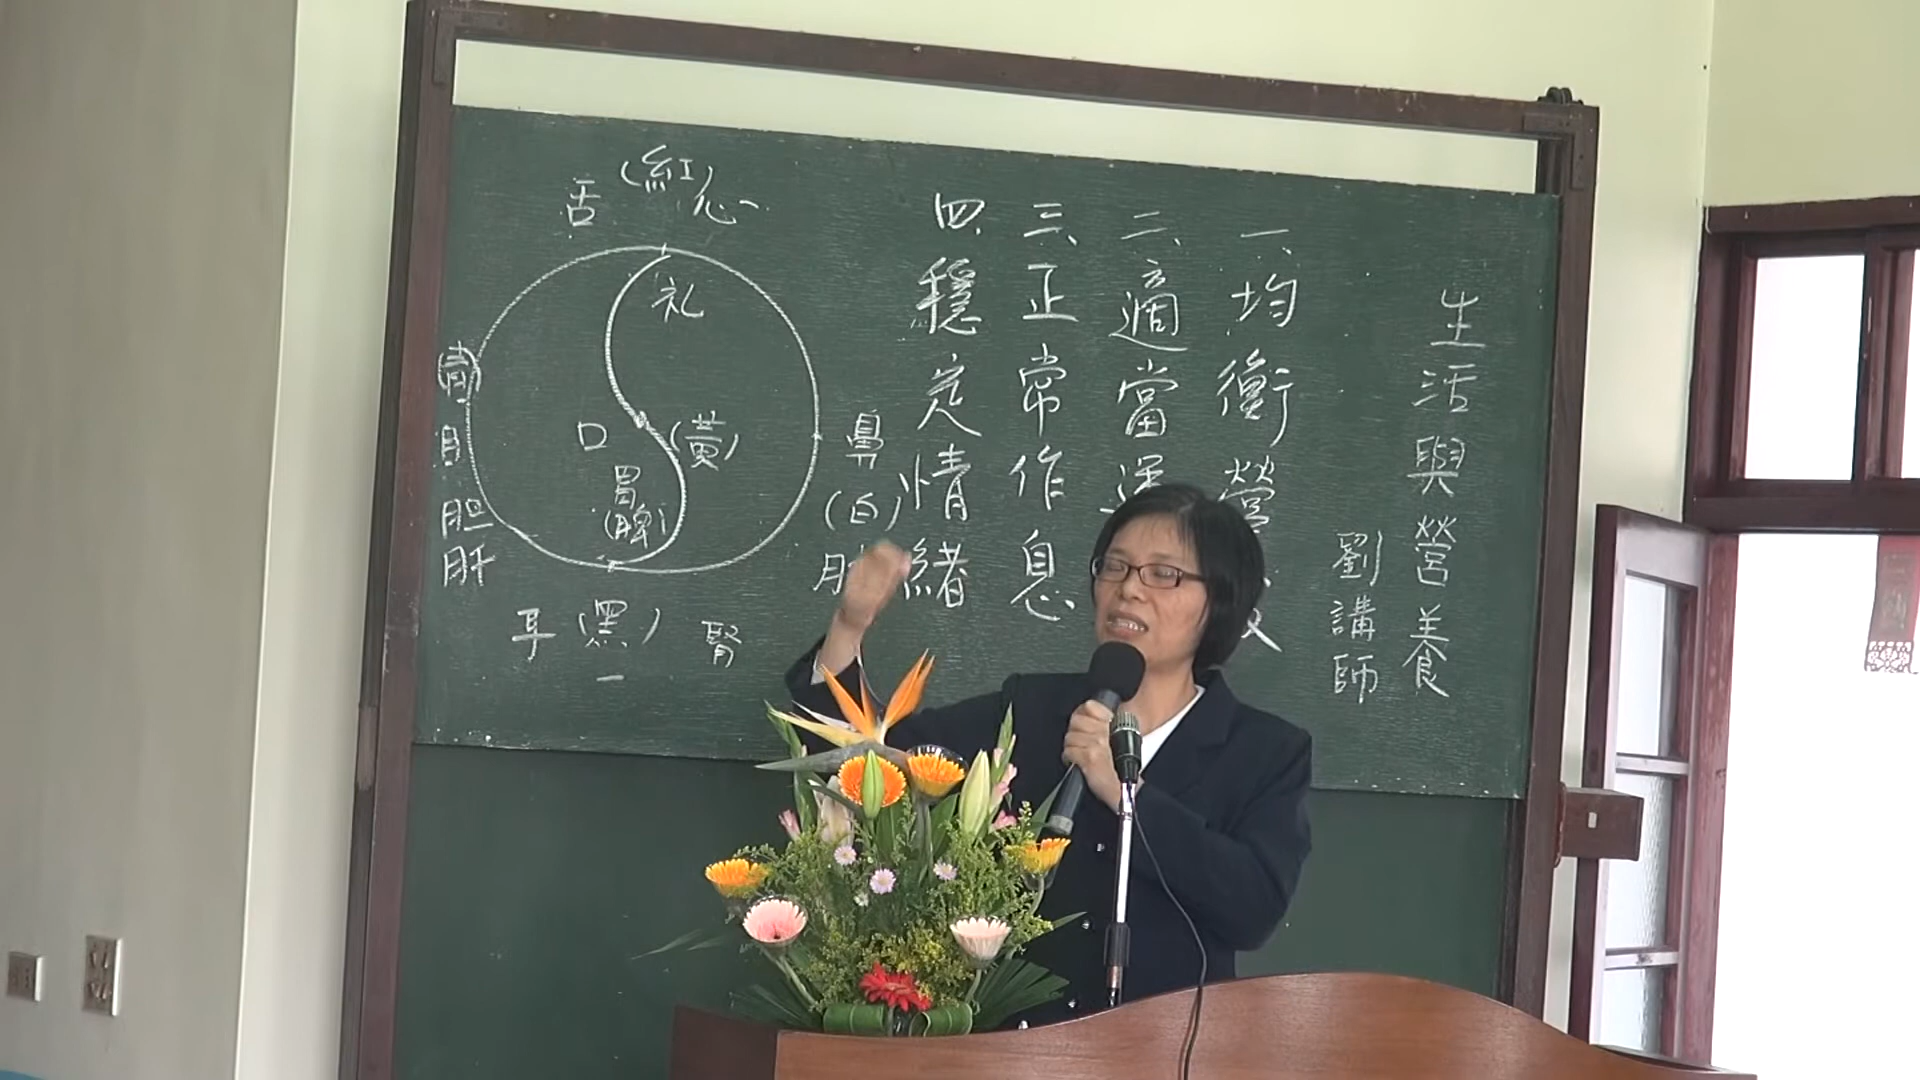 生活與營養
劉講師
一、均衡營
二、適當運
三、正常作息
四、穩定情緒
(紅)
舌 心
礼
(青)
目
胆
肝
口 (黃)
胃
(脾)
鼻
(白)
耳 (黑) 腎